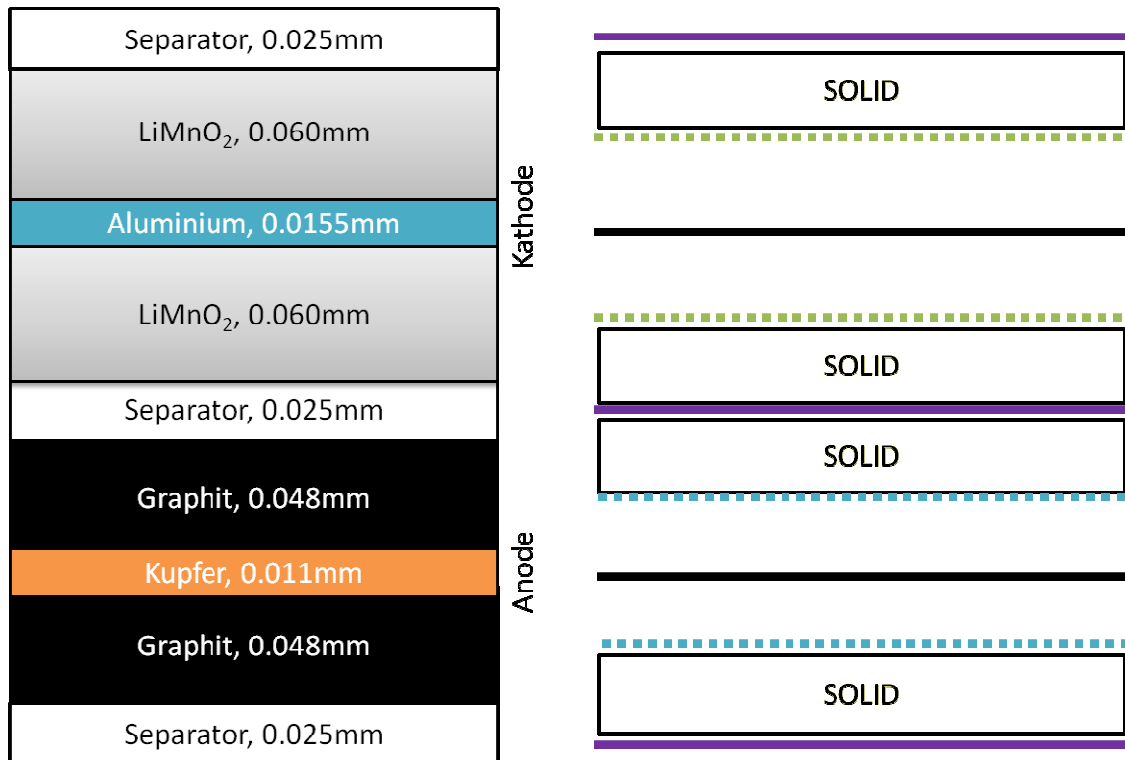 Separator, 0.025mm
LiMnO₂, 0.060mm
Aluminium, 0.0155mm
LiMnO₂, 0.060mm
Separator, 0.025mm
Graphit, 0.048mm
Kupfer, 0.011mm
Graphit, 0.048mm
Separator, 0.025mm
Kathode
Anode
SOLID
SOLID
SOLID
SOLID